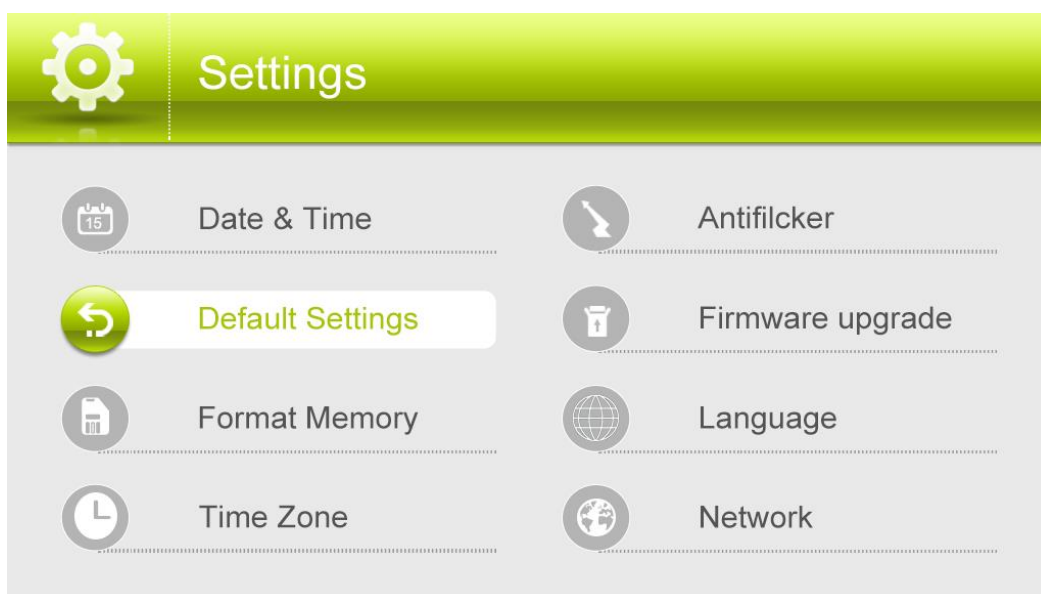 Settings
15
Date & Time
Antifilcker
Default Settings
Firmware upgrade
Format Memory
Language
Time Zone
Network